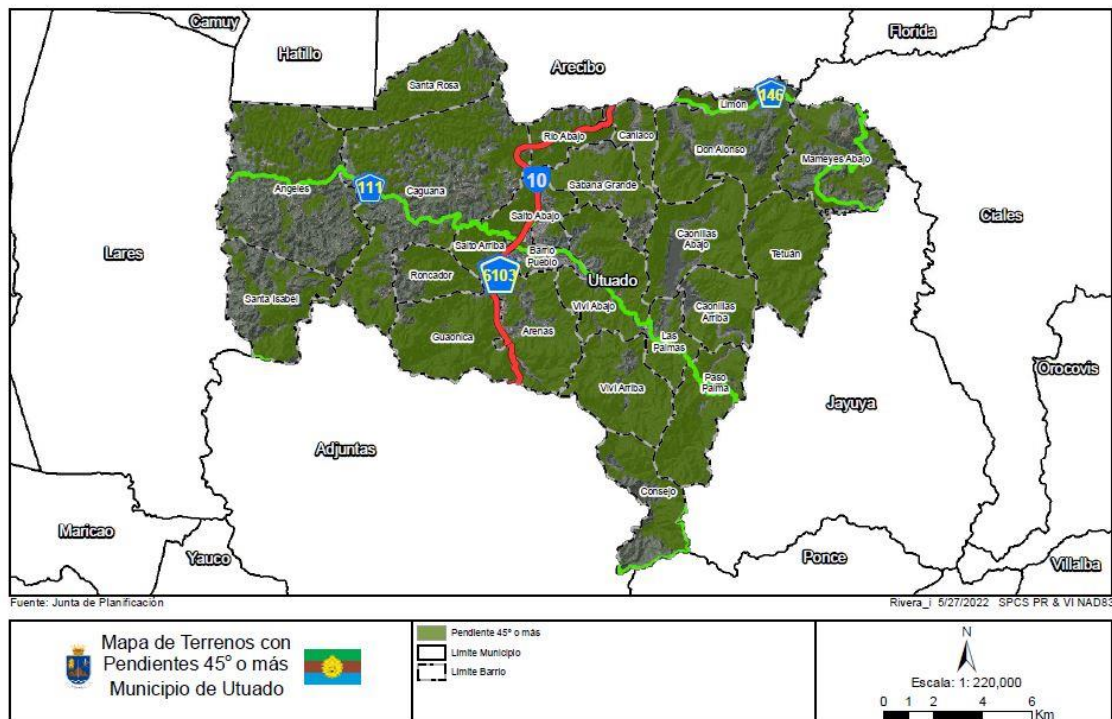 Camuy
Hatillo
Arecibo
Florida
Santa Rosa
146
Limón
Río Abajo
Caniaco
Don Alonso
Mameyes Abajo
10
Angeles
111
Caguana
Sabana Grande
Salto Abajo
Ciales
Lares
Salto Arriba
Barrio
Pueblo
Caonillas
Abajo
Tetuán
6103
Roncador
Utuado
Santa Isabel
Viví Abajo
Caonillas
Arriba
Guaonica
Arenas
Las
Palmas
Orocovis
Viví Arriba
Paso
Palma
Jayuya
Adjuntas
Consejo
Maricao
Yauco
Ponce
Villalba
Fuente: Junta de Planificación
Rivera_i 5/27/2022 SPCS PR & VI NAD83
Mapa de Terrenos con
Pendientes 45° o más
Municipio de Utuado
Pendiente 45° o más
Límite Municipio
Límite Barrio
N
Escala: 1: 220,000
0 1 2 4 6
Km